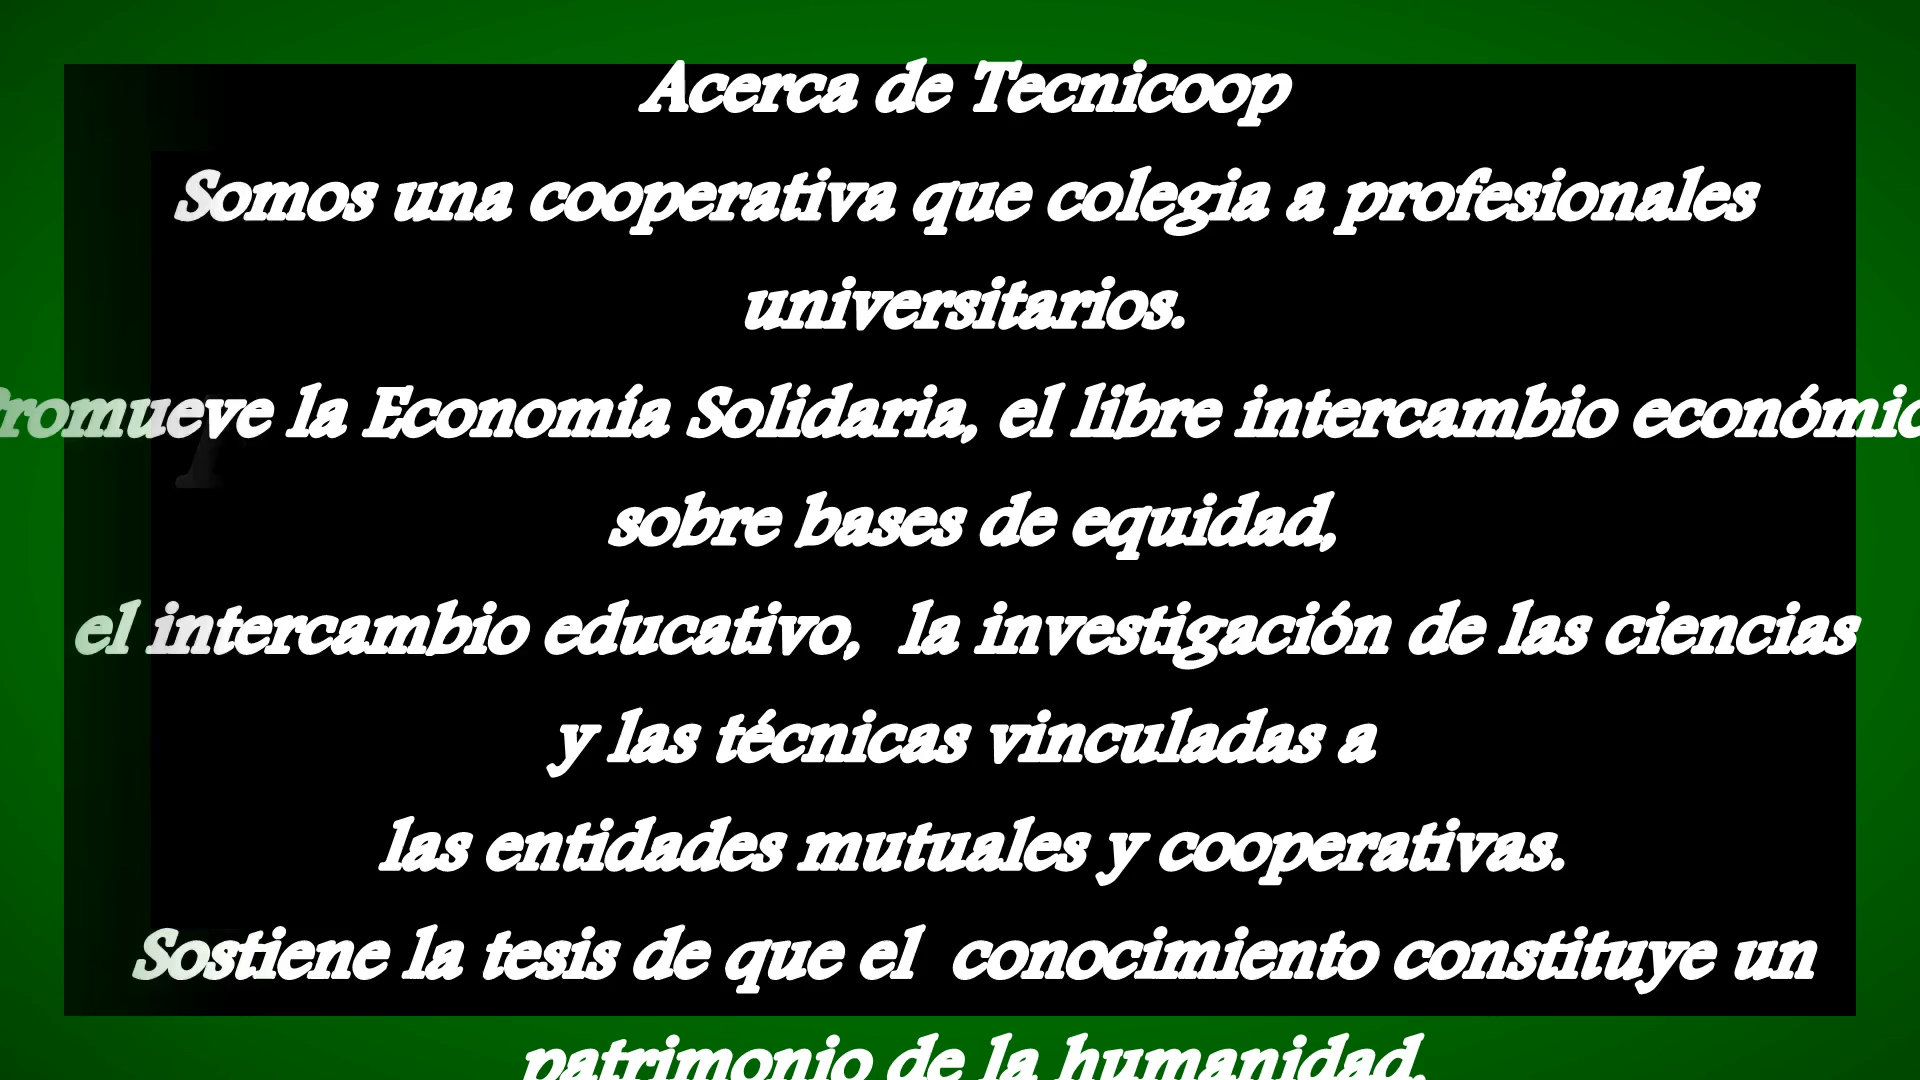 Acerca de Tecnicoop
Somos una cooperativa que colegia a profesionales
universitarios.
Promueve la Economía Solidaria, el libre intercambio económic
sobre bases de equidad,
el intercambio educativo,  la investigación de las ciencias
y las técnicas vinculadas a
las entidades mutuales y cooperativas.
Sostiene la tesis de que el  conocimiento constituye un
patrimonio de la humanidad.